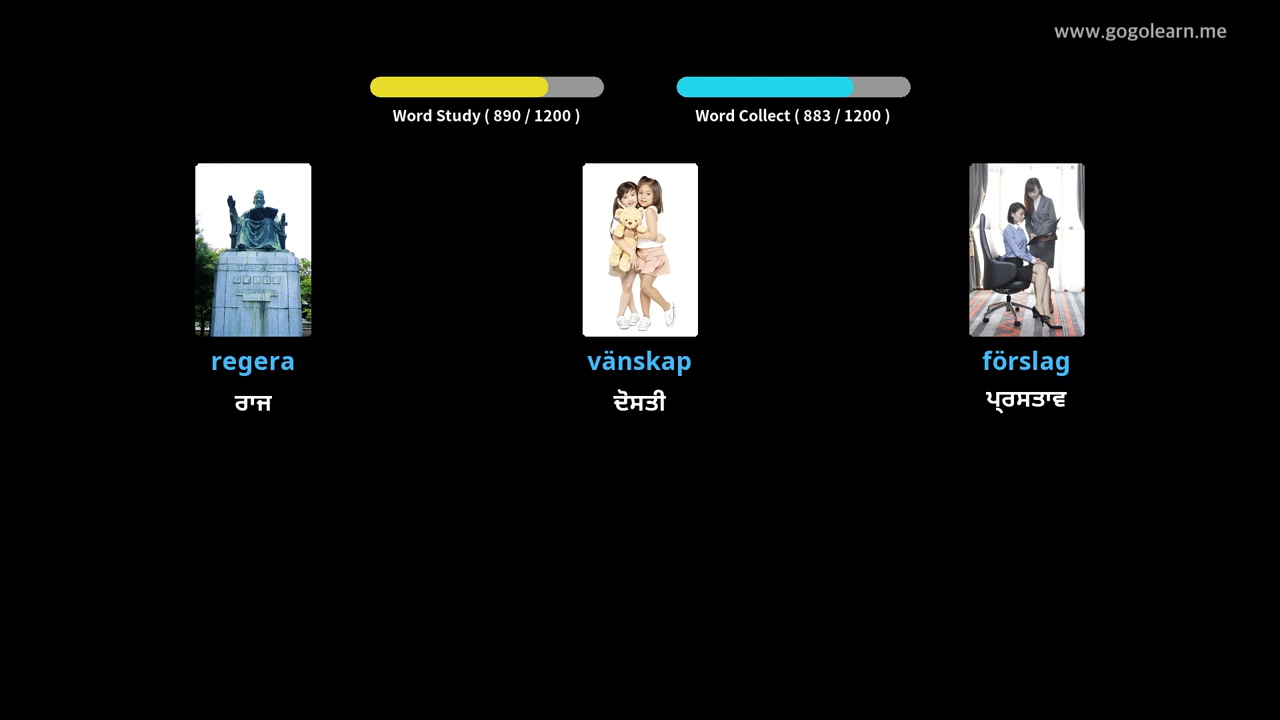 www.gogolearn.me
Word Study ( 890 / 1200 )
Word Collect ( 883 / 1200 )
regera
vänskap
förslag
ਰਾਜ
ਦੋਸਤੀ
ਪ੍ਰਸਤਾਵ